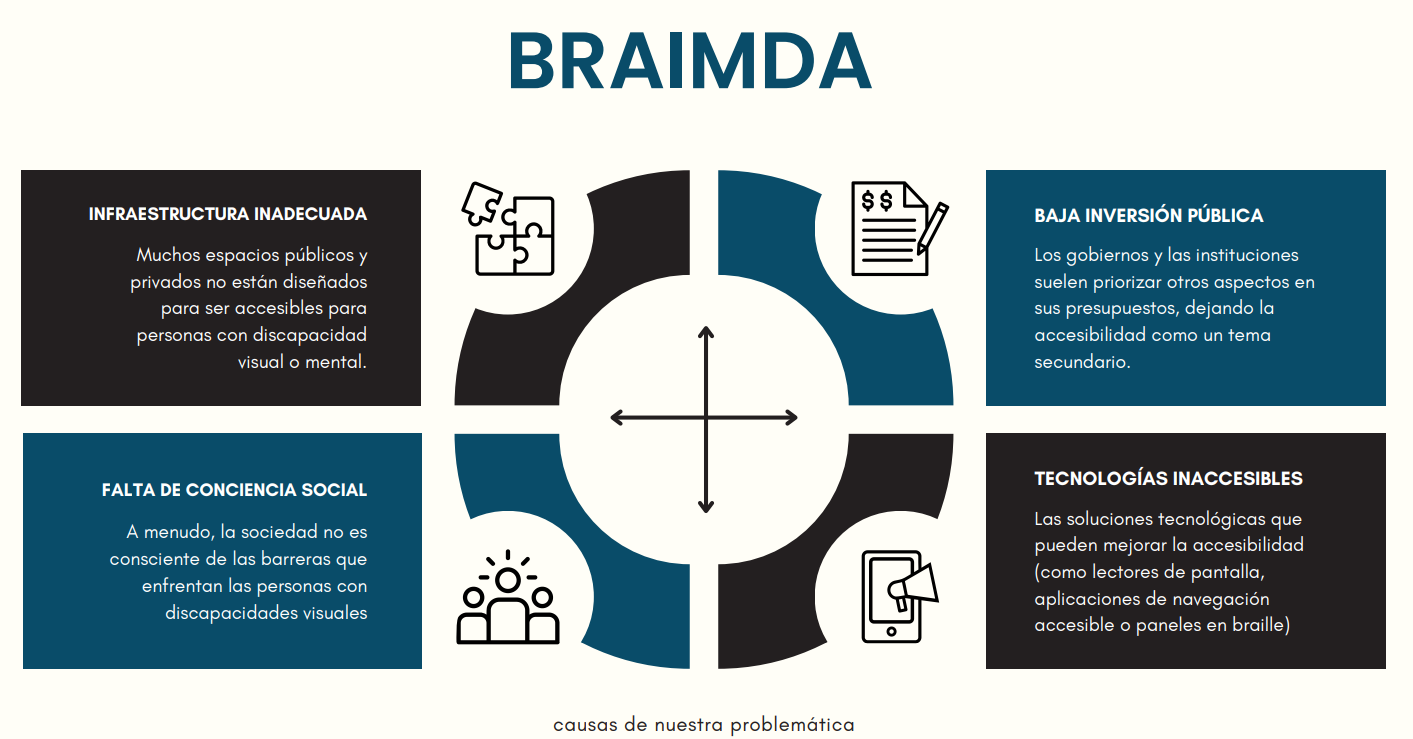 BRAIMDA
INFRAESTRUCTURA INADECUADA
Muchos espacios públicos y
privados no están diseñados
para ser accesibles para
personas con discapacidad
visual o mental.
$ $
BAJA INVERSIÓN PÚBLICA
Los gobiernos y las instituciones
suelen priorizar otros aspectos en
sus presupuestos, dejando la
accesibilidad como un tema
secundario.
FALTA DE CONCIENCIA SOCIAL
A menudo, la sociedad no es
consciente de las barreras que
enfrentan las personas con
discapacidades visuales
TECNOLOGÍAS INACCESIBLES
Las soluciones tecnológicas que
pueden mejorar la accesibilidad
(como lectores de pantalla,
aplicaciones de navegación
accesible o paneles en braille)
causas de nuestra problemática